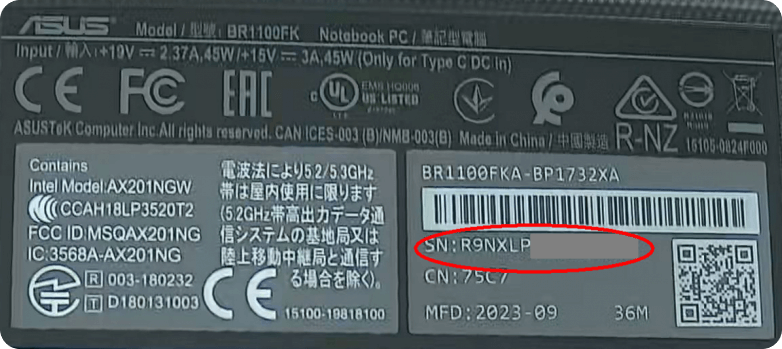 ASUS Model / 型號: BR1100FK Notebook PC / 筆記型電腦
Input / 輸入: +19V ⎓ 2.37A, 45W/+15V ⎓ 3A, 45W (Only for Type C DC in)
CE FC EAC c UL US LISTED
R-NZ
ASUSTeK Computer Inc. All rights reserved. CAN ICES-003 (B)/NMB-003(B) Made in China / 中國製造
15105-0824F000
Contains
Intel Model:AX201NGW
CCAH18LP3520T2
FCC ID:MSQAX201NG
IC:3568A-AX201NG
R 003-180232
T D180131003
電波法により5.2/5.3GHz
帯は屋内使用に限ります
(5.2GHz帯高出力データ通
信システムの基地局又は
陸上移動中継局と通信す
る場合を除く)。
CE
15100-19818100
BR1100FKA-BP1732XA
SN:R9NXLP
CN:75C7
MFD:2023-09 36M